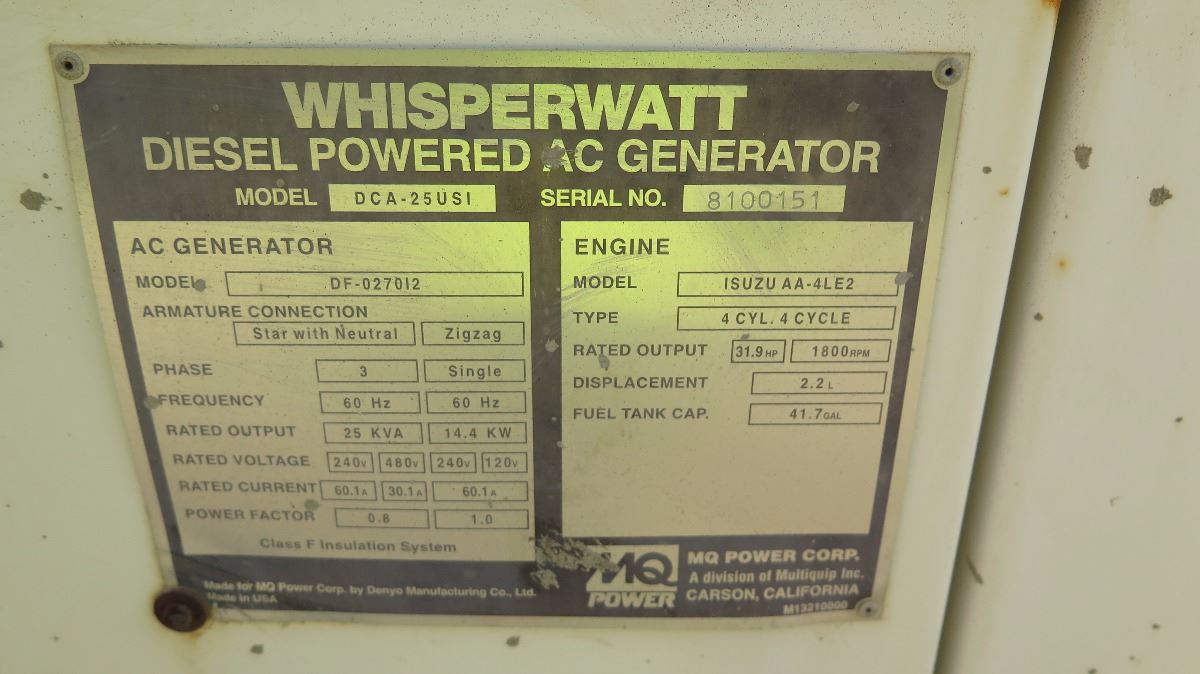 WHISPERWATT
DIESEL POWERED AC GENERATOR
MODEL DCA-25USI SERIAL NO. 8100151
AC GENERATOR
MODEL DF-0270I2
ARMATURE CONNECTION
Star with Neutral Zigzag
PHASE 3 Single
FREQUENCY 60 Hz 60 Hz
RATED OUTPUT 25 KVA 14.4 KW
RATED VOLTAGE 240V 480V 240V 120V
RATED CURRENT 60.1A 30.1A 60.1A
POWER FACTOR 0.8 1.0
Class F Insulation System
ENGINE
MODEL ISUZU AA-4LE2
TYPE 4 CYL. 4 CYCLE
RATED OUTPUT 31.9HP 1800RPM
DISPLACEMENT 2.2L
FUEL TANK CAP. 41.7GAL
Made for MQ Power Corp. by Denyo Manufacturing Co., Ltd.
Made in USA
MQ
POWER
MQ POWER CORP.
A division of Multiquip Inc.
CARSON, CALIFORNIA
M13210000